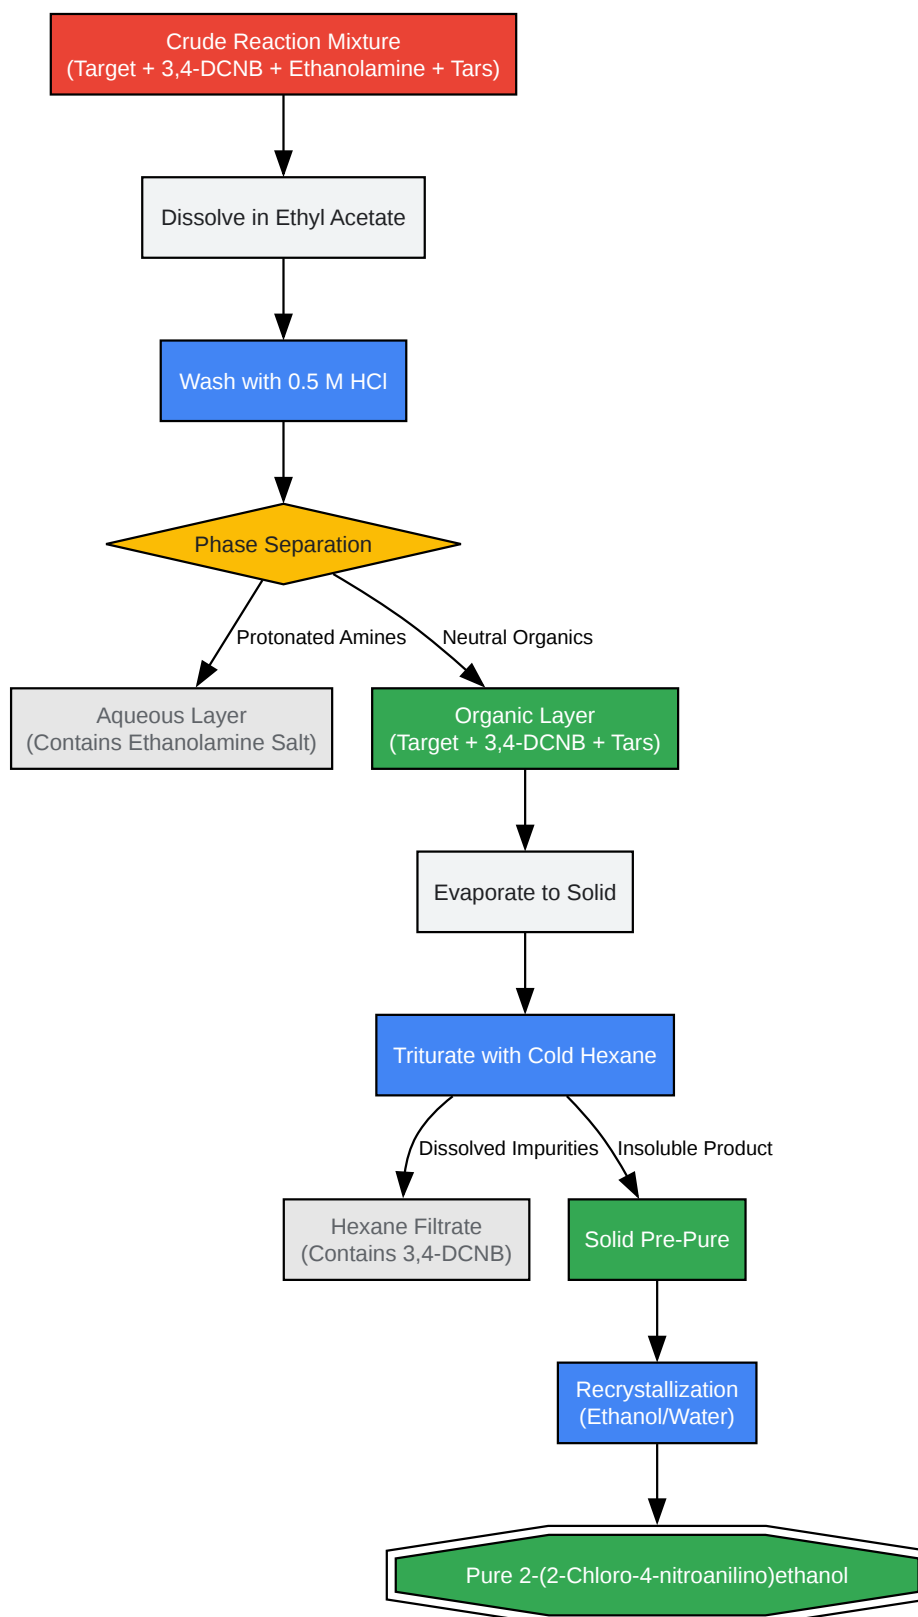 Crude Reaction Mixture
(Target + 3,4-DCNB + Ethanolamine + Tars)
Dissolve in Ethyl Acetate
Wash with 0.5 M HCl
Phase Separation
Protonated Amines
Neutral Organics
Aqueous Layer
(Contains Ethanolamine Salt)
Organic Layer
(Target + 3,4-DCNB + Tars)
Evaporate to Solid
Triturate with Cold Hexane
Dissolved Impurities
Insoluble Product
Hexane Filtrate
(Contains 3,4-DCNB)
Solid Pre-Pure
Recrystallization
(Ethanol/Water)
Pure 2-(2-Chloro-4-nitroanilino)ethanol